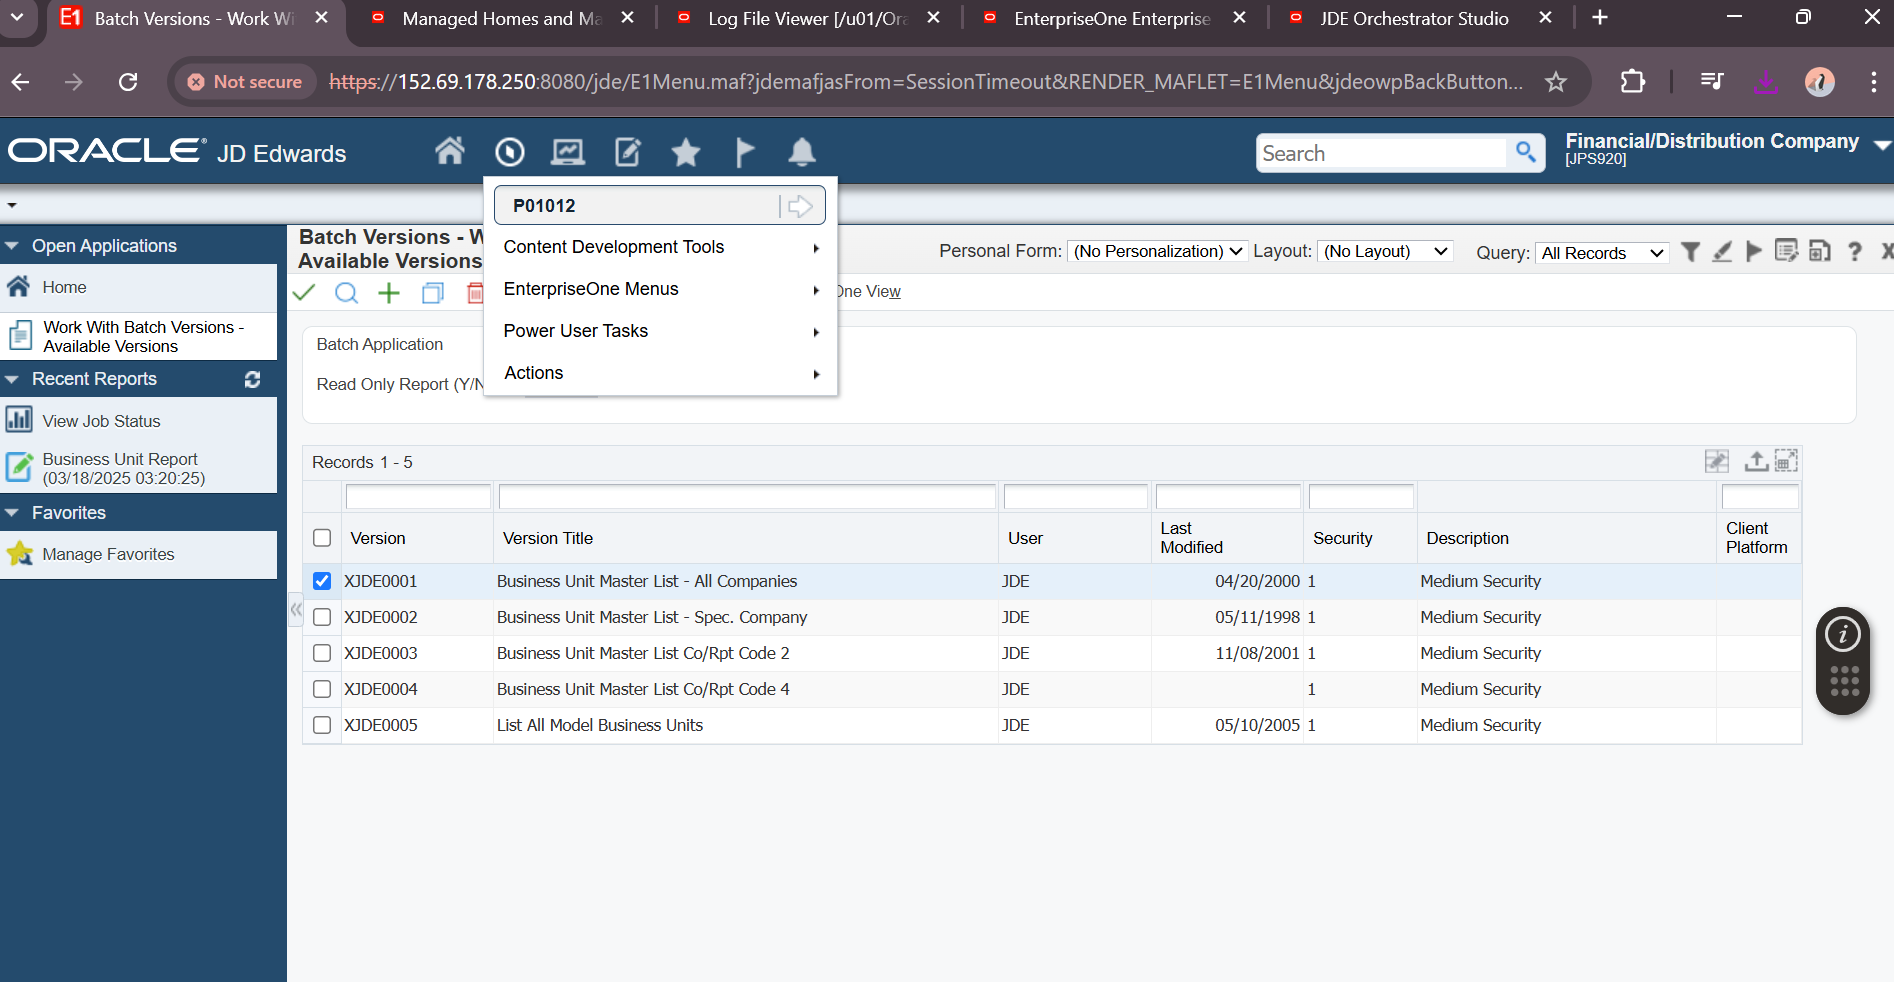 Batch Versions - Work Wi
Managed Homes and Ma
Log File Viewer [/u01/Ora
EnterpriseOne Enterprise
JDE Orchestrator Studio
Not secure
https://152.69.178.250:8080/jde/E1Menu.maf?jdemafjasFrom=SessionTimeout&RENDER_MAFLET=E1Menu&jdeowpBackButton...
ORACLE® JD Edwards
Search
Financial/Distribution Company
[JPS920]
P01012
Content Development Tools
EnterpriseOne Menus
Power User Tasks
Actions
Open Applications
Home
Work With Batch Versions -
Available Versions
Recent Reports
View Job Status
Business Unit Report
(03/18/2025 03:20:25)
Favorites
Manage Favorites
Batch Versions - W
Available Versions
Personal Form: (No Personalization) Layout: (No Layout) Query: All Records
One View
Batch Application
Read Only Report (Y/N
Records 1 - 5
Version Version Title User Last Modified Security Description Client Platform
XJDE0001 Business Unit Master List - All Companies JDE 04/20/2000 1 Medium Security
XJDE0002 Business Unit Master List - Spec. Company JDE 05/11/1998 1 Medium Security
XJDE0003 Business Unit Master List Co/Rpt Code 2 JDE 11/08/2001 1 Medium Security
XJDE0004 Business Unit Master List Co/Rpt Code 4 JDE 1 Medium Security
XJDE0005 List All Model Business Units JDE 05/10/2005 1 Medium Security